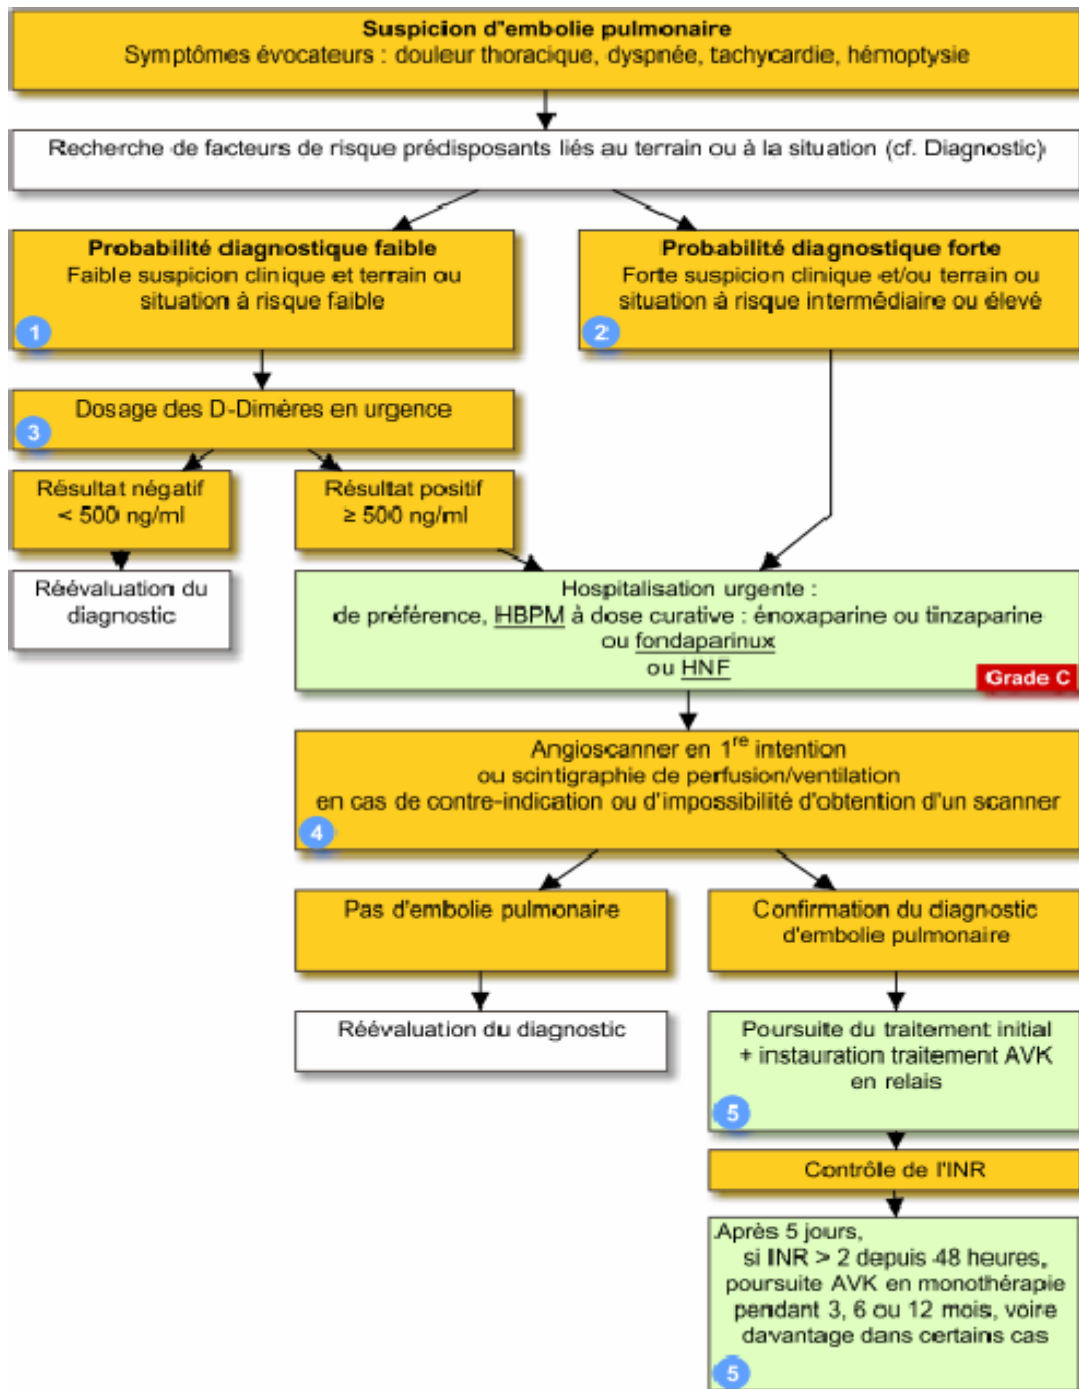 Suspicion d'embolie pulmonaire
Symptômes évocateurs : douleur thoracique, dyspnée, tachycardie, hémoptysie
Recherche de facteurs de risque prédisposants liés au terrain ou à la situation (cf. Diagnostic)
Probabilité diagnostique faible
Faible suspicion clinique et terrain ou
situation à risque faible
1
Probabilité diagnostique forte
Forte suspicion clinique et/ou terrain ou
situation à risque intermédiaire ou élevé
2
Dosage des D-Dimères en urgence
3
Résultat négatif
< 500 ng/ml
Résultat positif
≥ 500 ng/ml
Réévaluation du
diagnostic
Hospitalisation urgente :
de préférence, HBPM à dose curative : énoxaparine ou tinzaparine
ou fondaparinux
ou HNF
Grade C
Angioscanner en 1re intention
ou scintigraphie de perfusion/ventilation
en cas de contre-indication ou d'impossibilité d'obtention d'un scanner
4
Pas d'embolie pulmonaire
Confirmation du diagnostic
d'embolie pulmonaire
Réévaluation du diagnostic
Poursuite du traitement initial
+ instauration traitement AVK
en relais
5
Contrôle de l'INR
Après 5 jours,
si INR > 2 depuis 48 heures,
poursuite AVK en monothérapie
pendant 3, 6 ou 12 mois, voire
davantage dans certains cas
5